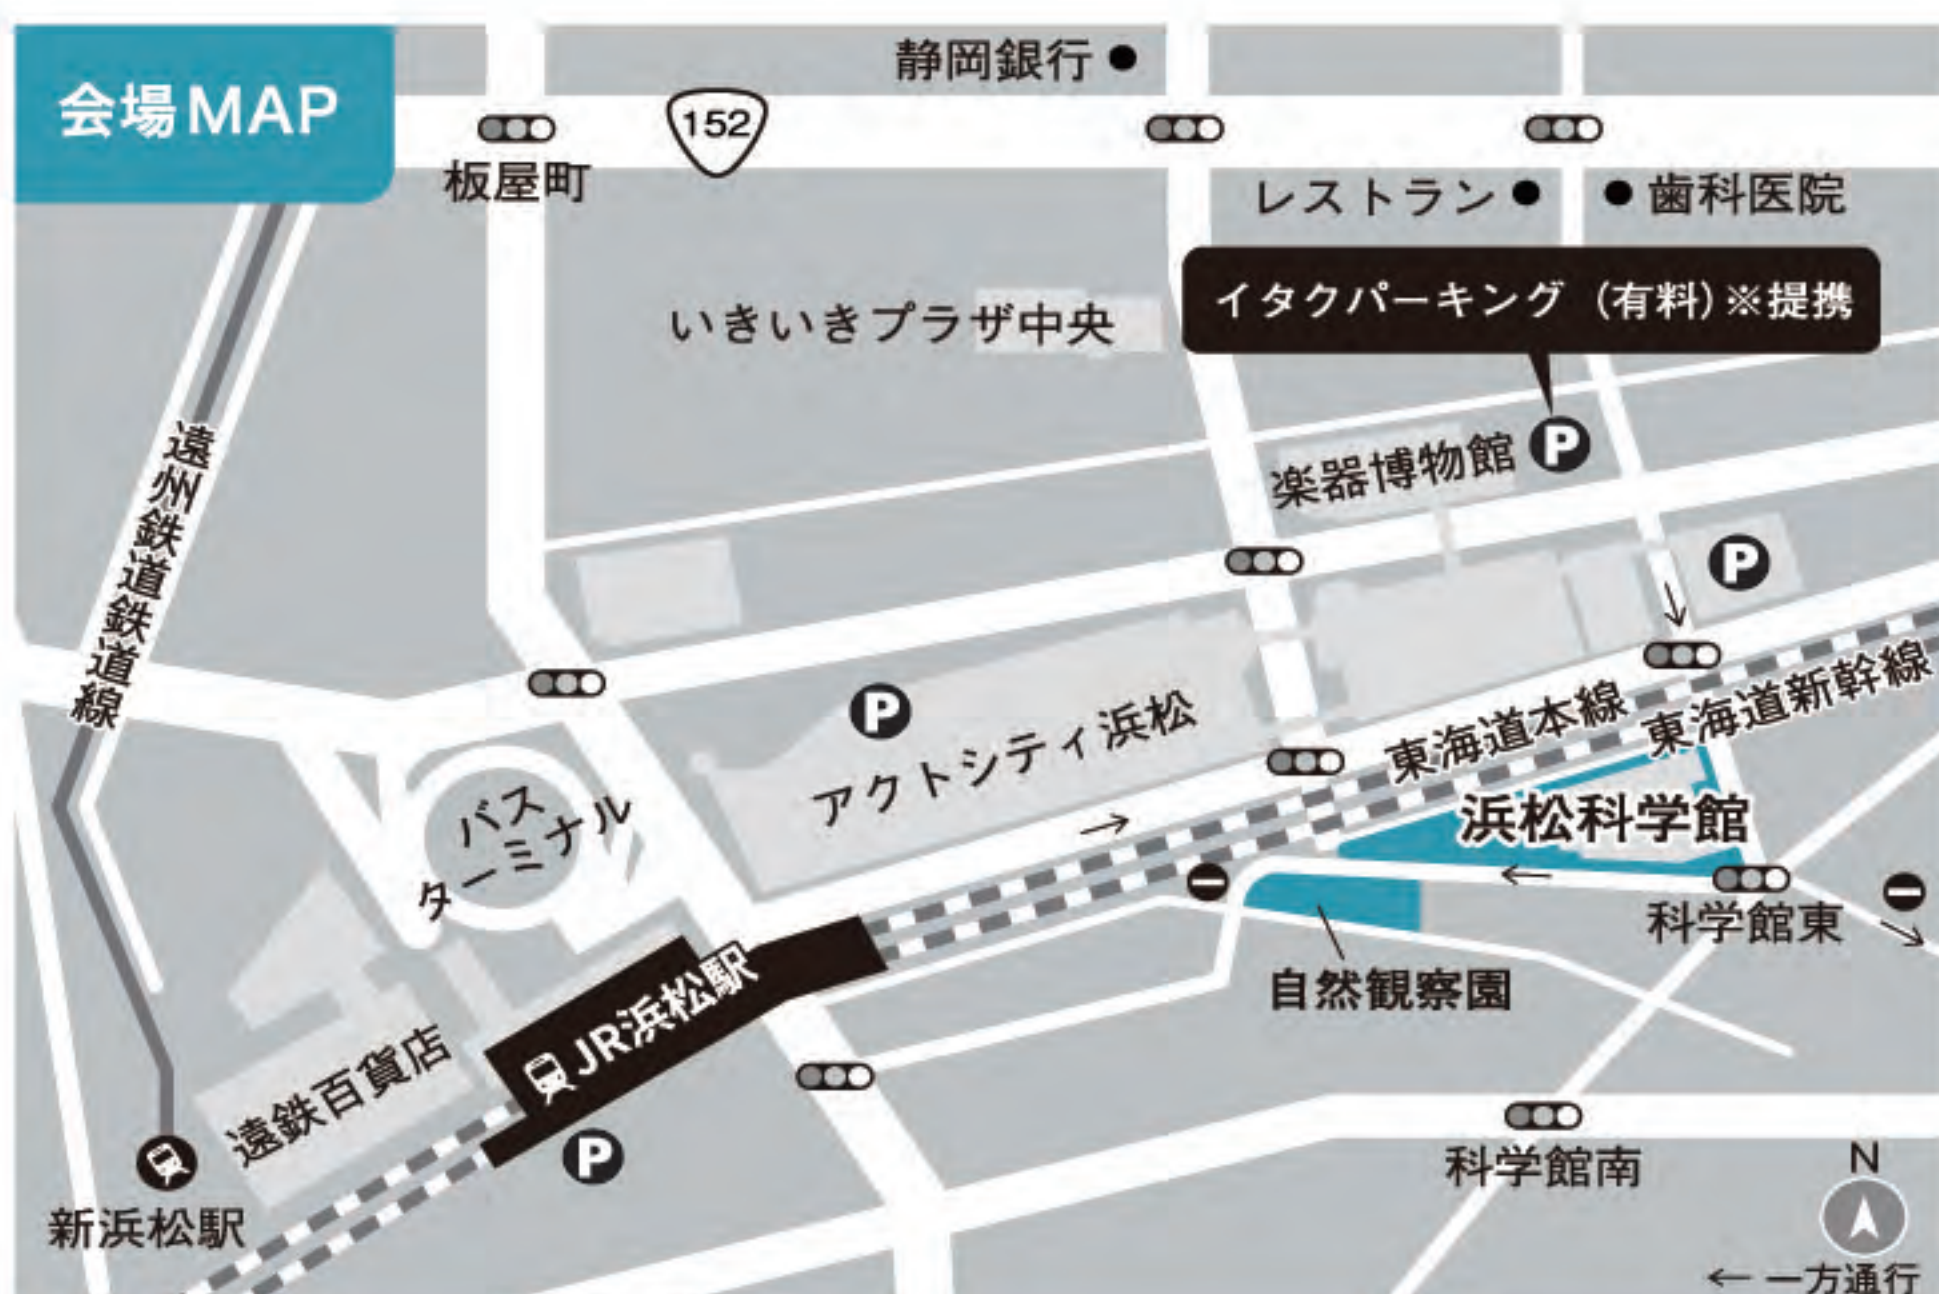 会場MAP
静岡銀行
152
板屋町
レストラン
歯科医院
イタクパーキング（有料）※提携
いきいきプラザ中央
遠州鉄道鉄道線
楽器博物館
P
P
P
アクトシティ浜松
東海道本線
東海道新幹線
バス
ターミナル
浜松科学館
科学館東
自然観察園
JR浜松駅
遠鉄百貨店
P
新浜松駅
科学館南
N
← 一方通行